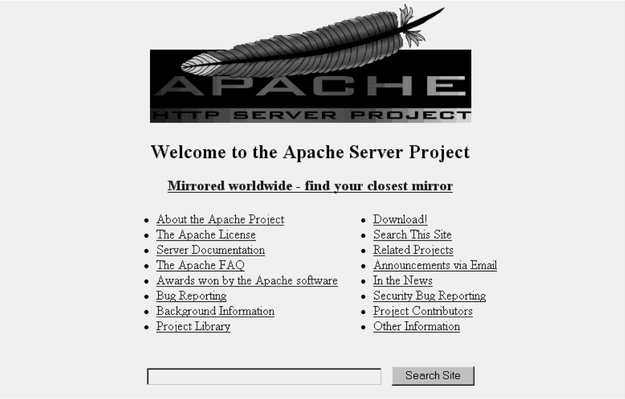 APACHE
HTTP SERVER PROJECT
Welcome to the Apache Server Project
Mirrored worldwide - find your closest mirror
About the Apache Project
The Apache License
Server Documentation
The Apache FAQ
Awards won by the Apache software
Bug Reporting
Background Information
Project Library
Download!
Search This Site
Related Projects
Announcements via Email
In the News
Security Bug Reporting
Project Contributors
Other Information
Search Site